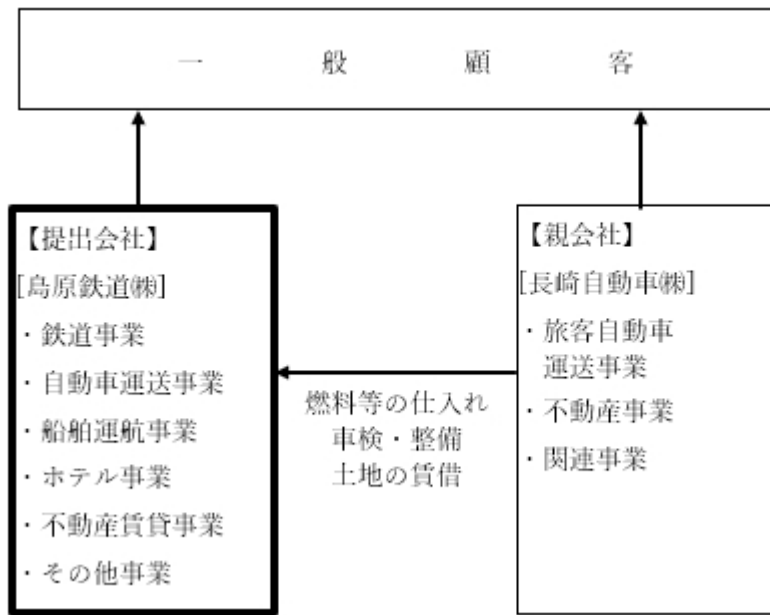 一般顧客
【提出会社】
[島原鉄道㈱]
・鉄道事業
・自動車運送事業
・船舶運航事業
・ホテル事業
・不動産賃貸事業
・その他事業
燃料等の仕入れ
車検・整備
土地の賃借
【親会社】
[長崎自動車㈱]
・旅客自動車
運送事業
・不動産事業
・関連事業